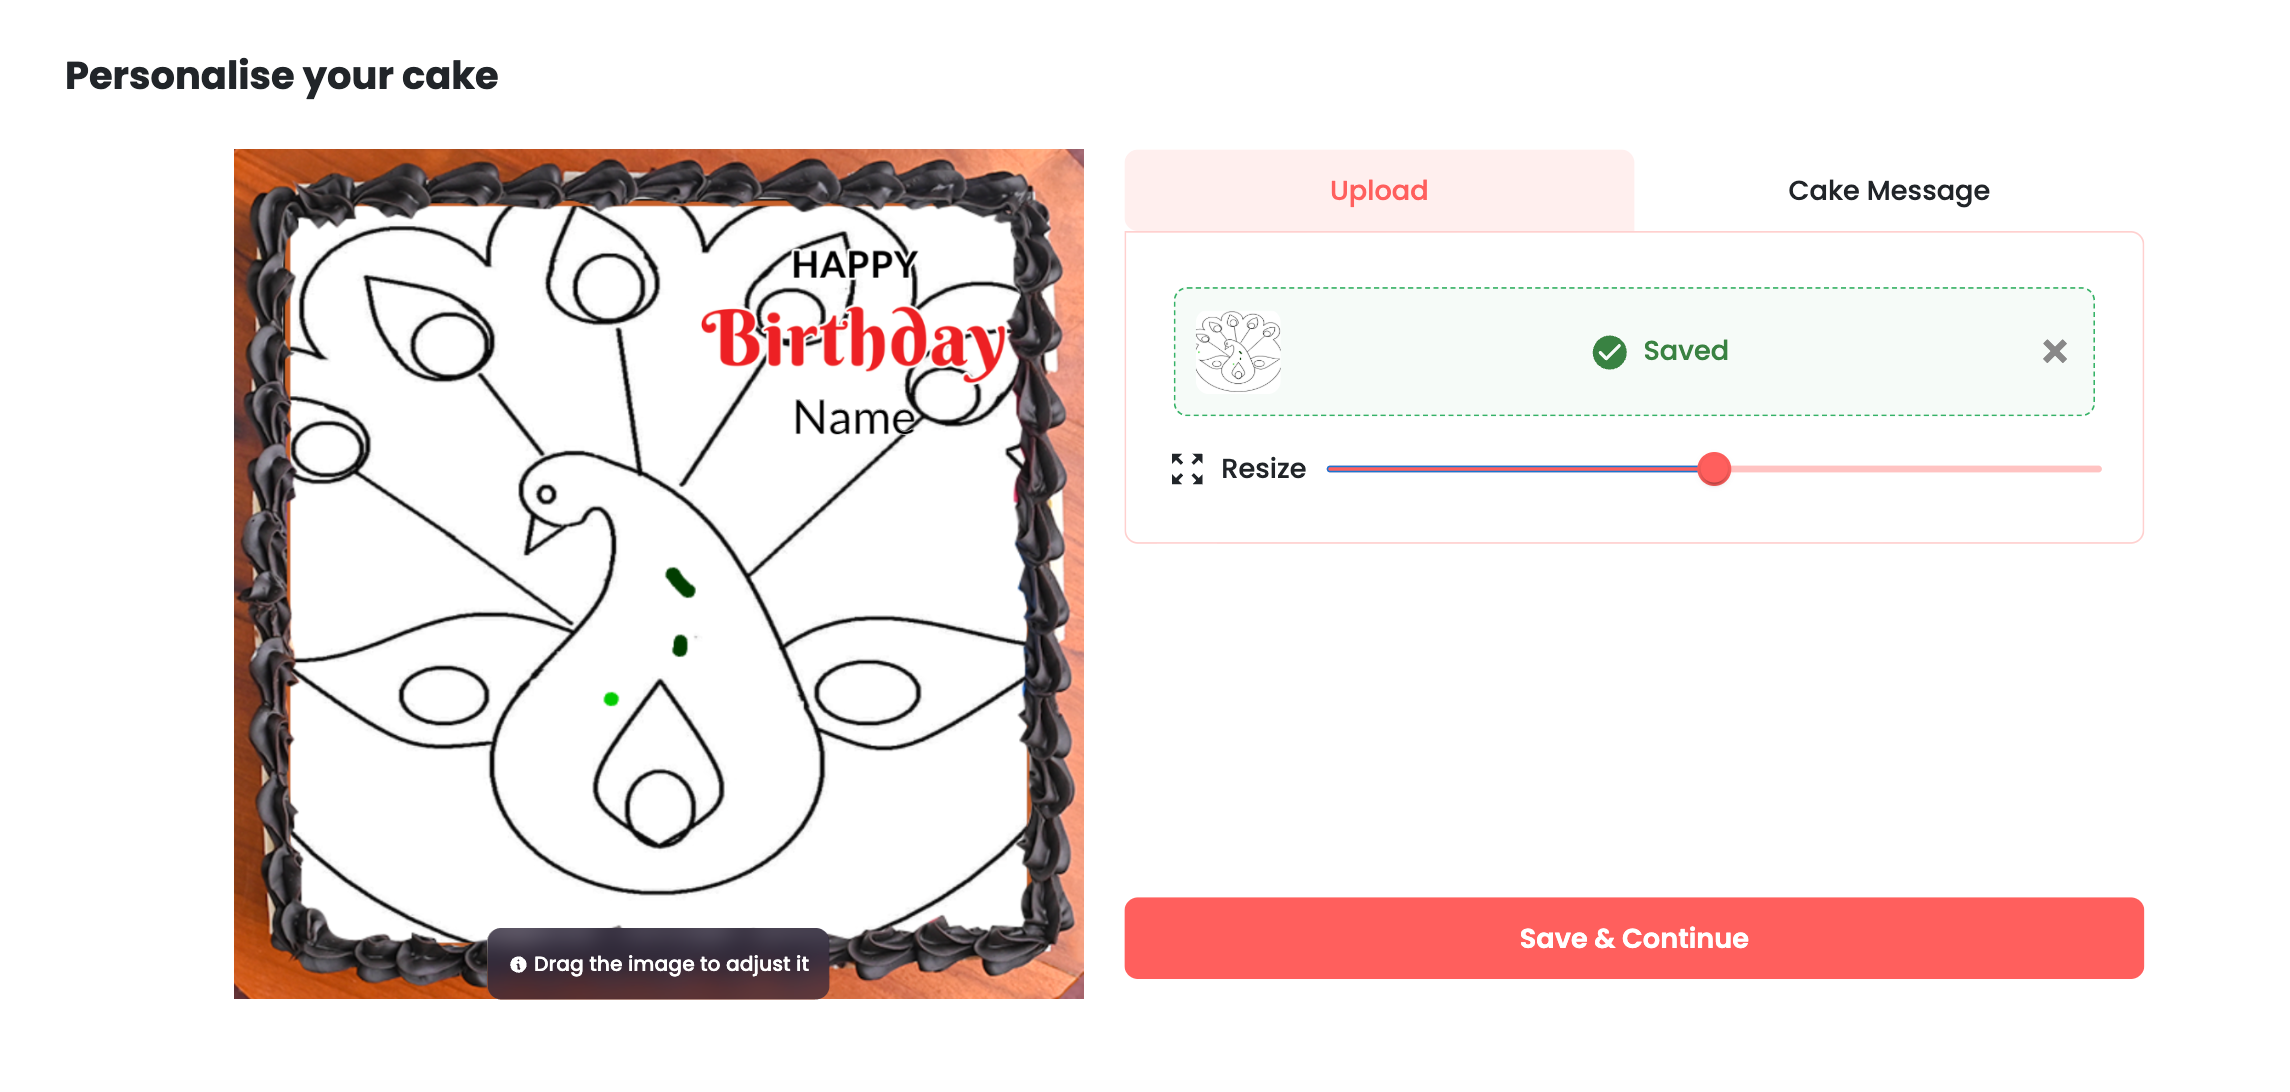 Personalise your cake
HAPPY
Birthday
Name
Drag the image to adjust it
Upload
Cake Message
Saved
Resize
Save & Continue